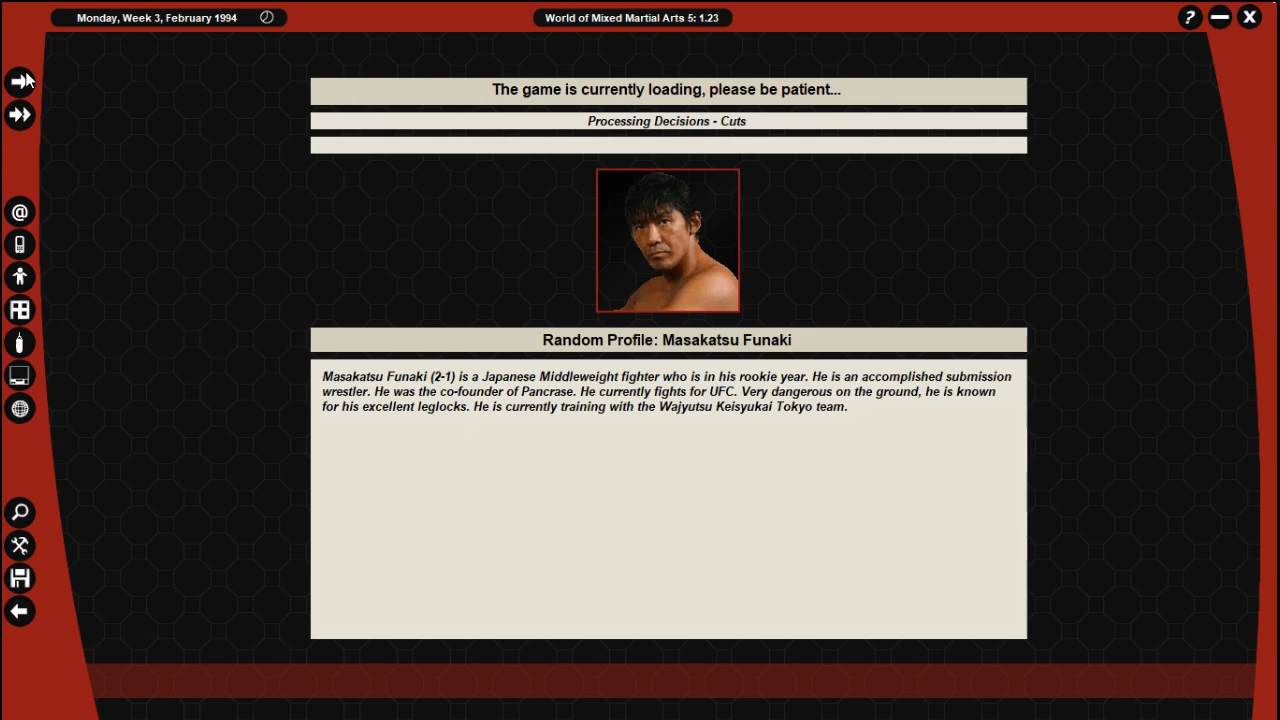 Monday, Week 3, February 1994
World of Mixed Martial Arts 5: 1.23
?
X
The game is currently loading, please be patient...
Processing Decisions - Cuts
@
Random Profile: Masakatsu Funaki
Masakatsu Funaki (2-1) is a Japanese Middleweight fighter who is in his rookie year. He is an accomplished submission
wrestler. He was the co-founder of Pancrase. He currently fights for UFC. Very dangerous on the ground, he is known
for his excellent leglocks. He is currently training with the Wajyutsu Keisyukai Tokyo team.